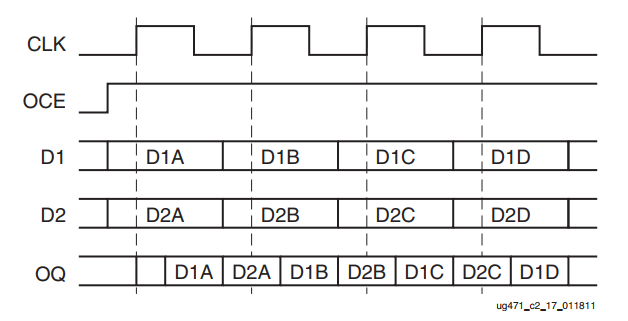 CLK
OCE
D1 D1A D1B D1C D1D
D2 D2A D2B D2C D2D
OQ D1A D2A D1B D2B D1C D2C D1D
ug471_c2_17_011811